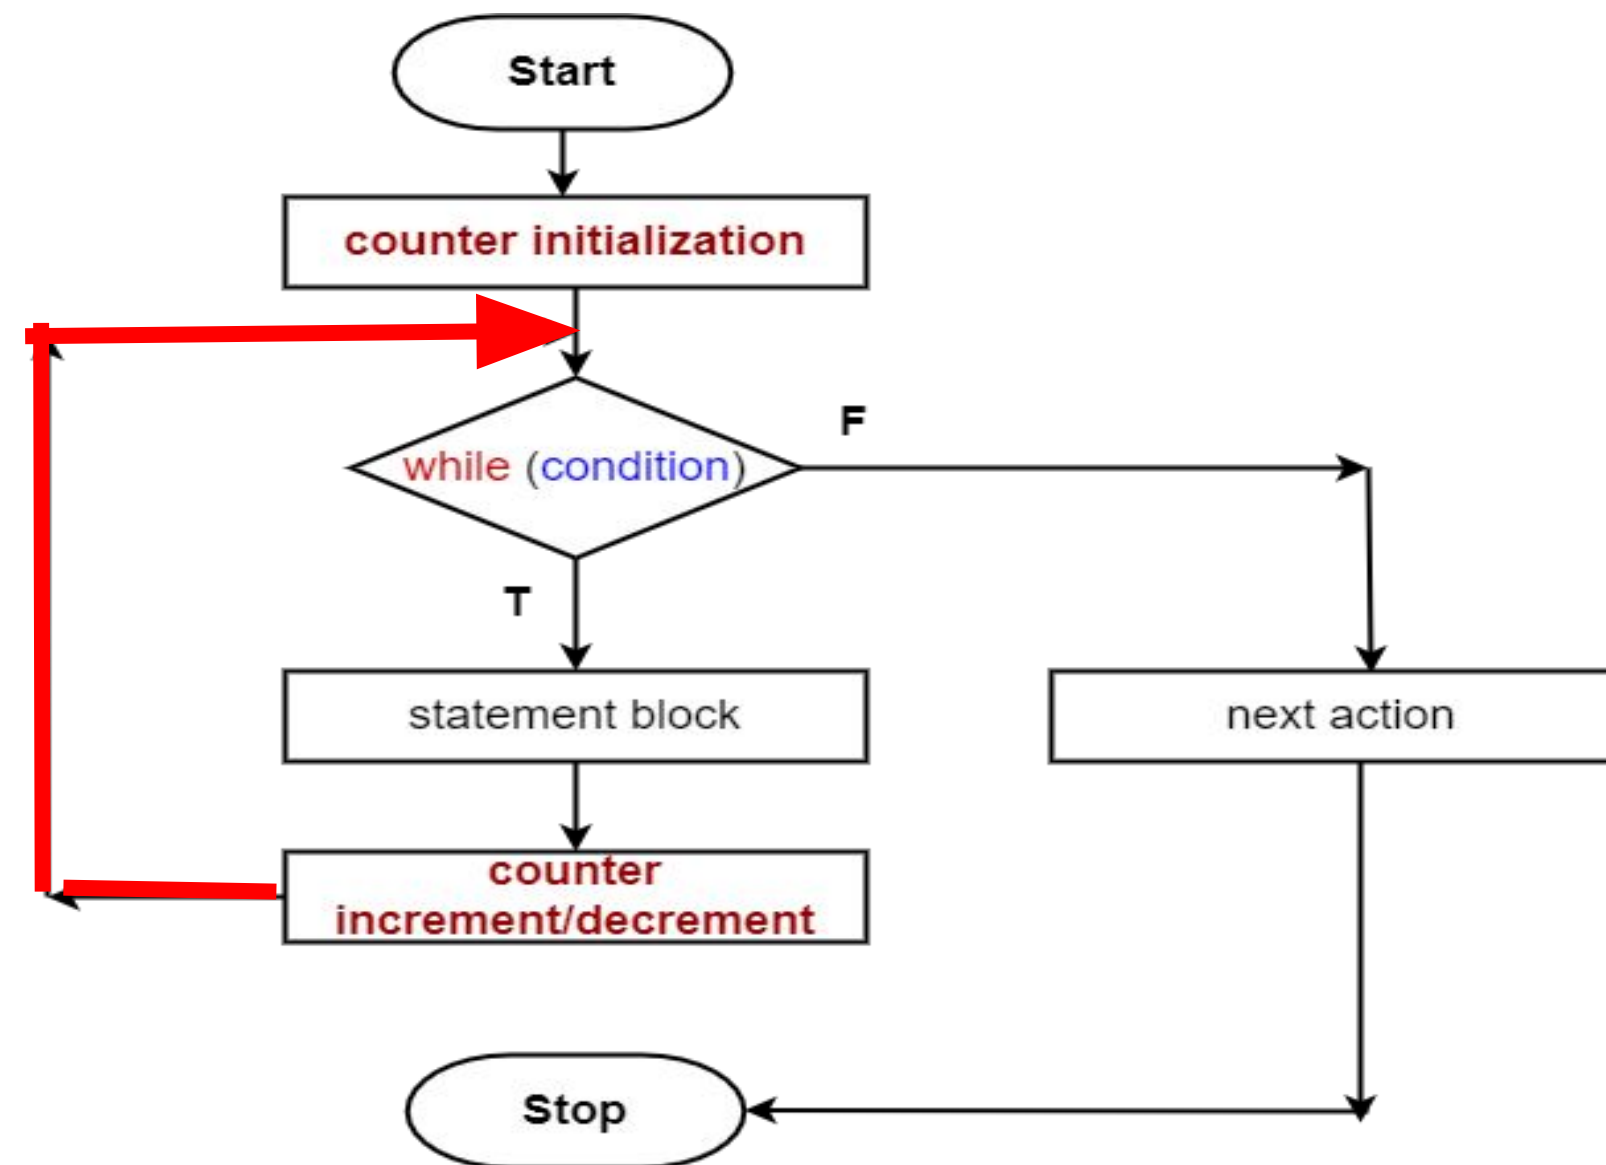 Start
counter initialization
while (condition)
F
T
statement block
next action
counter
increment/decrement
Stop